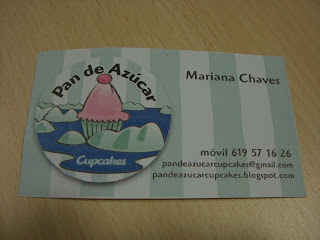 Pan de Azúcar
Cupcakes
Mariana Chaves
móvil 619 57 16 26
pandeazucarcupcakes@gmail.com
pandeazucarcupcakes.blogspot.com